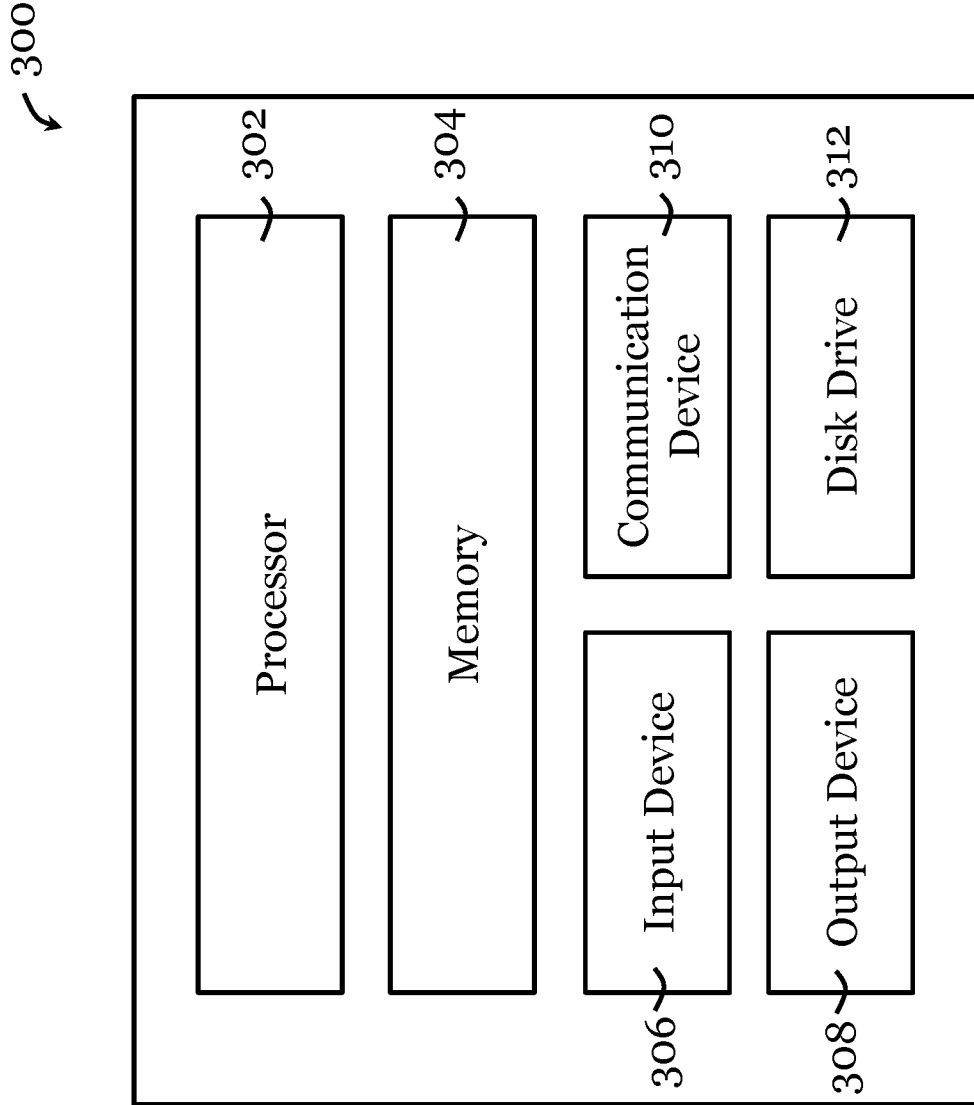 300
Processor
302
Memory
304
306
Input Device
Communication
Device
310
308
Output Device
Disk Drive
312